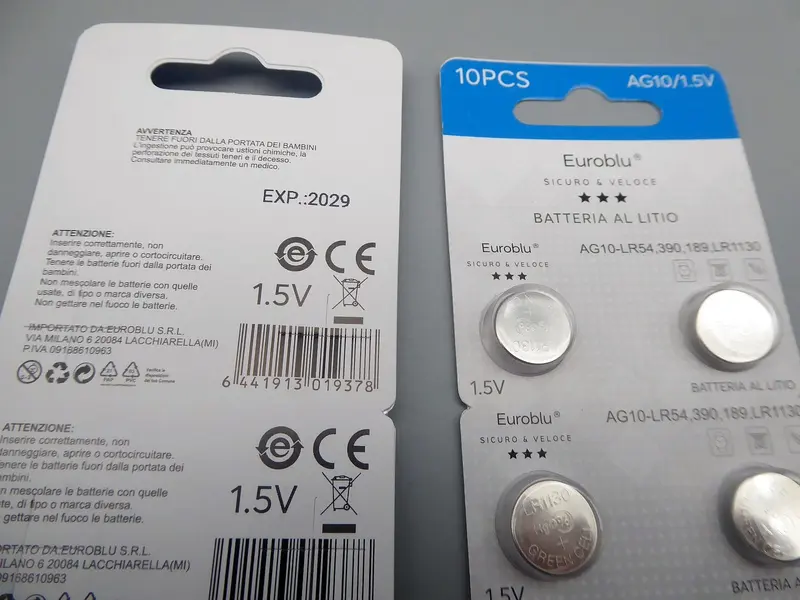 AVVERTENZA
TENERE FUORI DALLA PORTATA DEI BAMBINI
L'ingestione può provocare ustioni chimiche, la
perforazione dei tessuti teneri e il decesso.
Consultare immediatamente un medico.
EXP.:2029
ATTENZIONE:
Inserire correttamente, non
danneggiare, aprire o cortocircuitare.
Tenere le batterie fuori dalla portata dei
bambini.
Non mescolare le batterie con quelle
usate, di tipo o marca diversa.
Non gettare nel fuoco le batterie.
CE
1.5V
IMPORTATO DA:EUROBLU S.R.L.
VIA MILANO 6 20084 LACCHIARELLA(MI)
P.IVA 09168610963
6 441913 019378
ATTENZIONE:
Inserire correttamente, non
danneggiare, aprire o cortocircuitare.
enere le batterie fuori dalla portata dei
mbini.
n mescolare le batterie con quelle
te, di tipo o marca diversa.
gettare nel fuoco le batterie.
CE
1.5V
ORTATO DA:EUROBLU S.R.L.
ILANO 6 20084 LACCHIARELLA(MI)
09168610963
10PCS AG10/1.5V
Euroblu®
SICURO & VELOCE
BATTERIA AL LITIO
Euroblu®
SICURO & VELOCE
AG10-LR54,390,189,LR1130
1.5V
BATTERIA AL LITIO
Euroblu®
SICURO & VELOCE
AG10-LR54,390,189,LR1130
LR1130
GREEN CELL
1.5V
BATTERIA AL